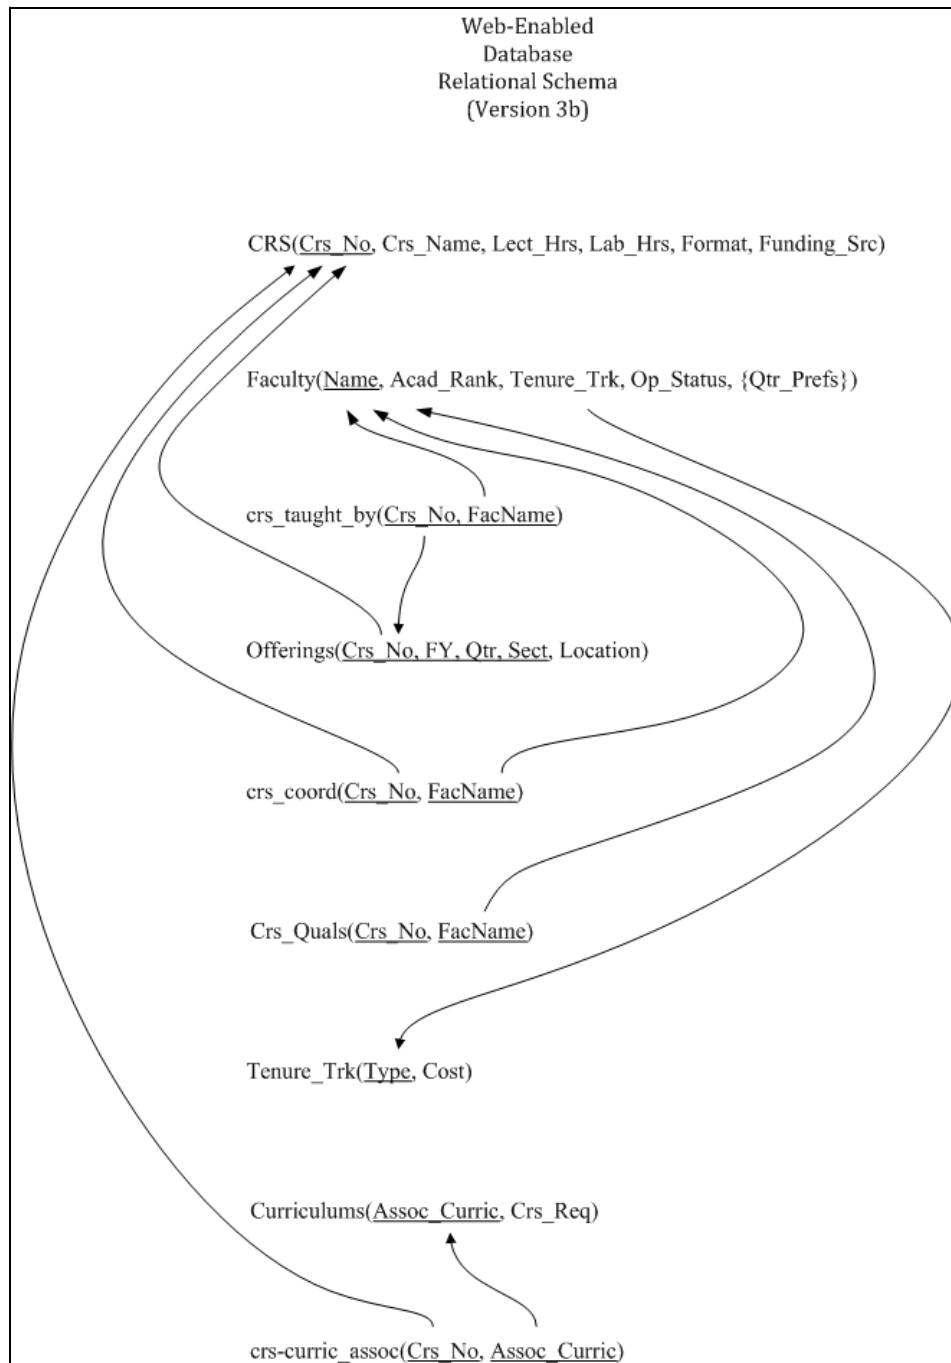 Web-Enabled
Database
Relational Schema
(Version 3b)
CRS(Crs_No, Crs_Name, Lect_Hrs, Lab_Hrs, Format, Funding_Src)
Faculty(Name, Acad_Rank, Tenure_Trk, Op_Status, {Qtr_Prefs})
crs_taught_by(Crs_No, FacName)
Offerings(Crs_No, FY, Qtr, Sect, Location)
crs_coord(Crs_No, FacName)
Crs_Quals(Crs_No, FacName)
Tenure_Trk(Type, Cost)
Curriculums(Assoc_Curric, Crs_Req)
crs-curric_assoc(Crs_No, Assoc_Curric)